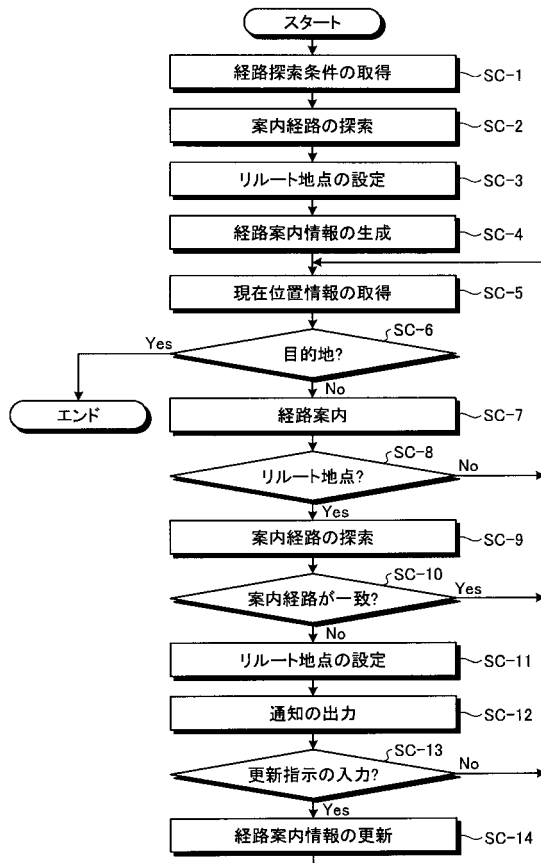 スタート
経路探索条件の取得 SC-1
案内経路の探索 SC-2
リルート地点の設定 SC-3
経路案内情報の生成 SC-4
現在位置情報の取得 SC-5
SC-6
Yes 目的地?
No
エンド
経路案内 SC-7
SC-8
リルート地点? No
Yes
案内経路の探索 SC-9
SC-10
案内経路が一致? Yes
No
リルート地点の設定 SC-11
通知の出力 SC-12
SC-13
更新指示の入力? No
Yes
経路案内情報の更新 SC-14